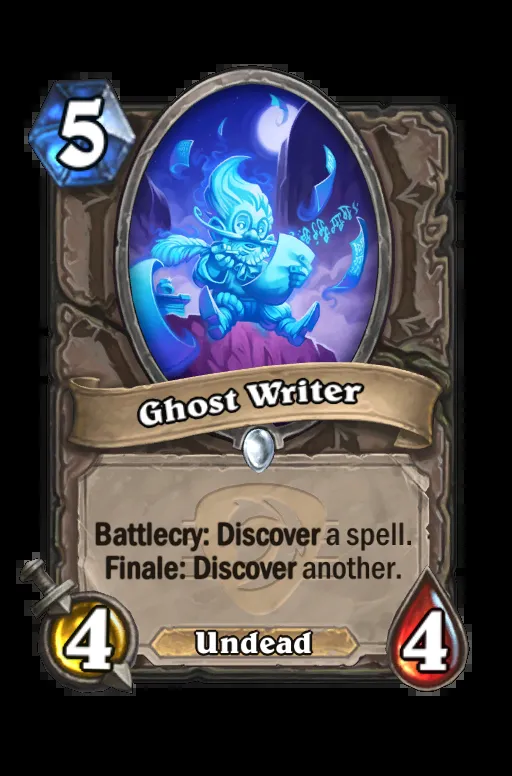 5
Ghost Writer
Battlecry: Discover a spell.
Finale: Discover another.
4
Undead
4